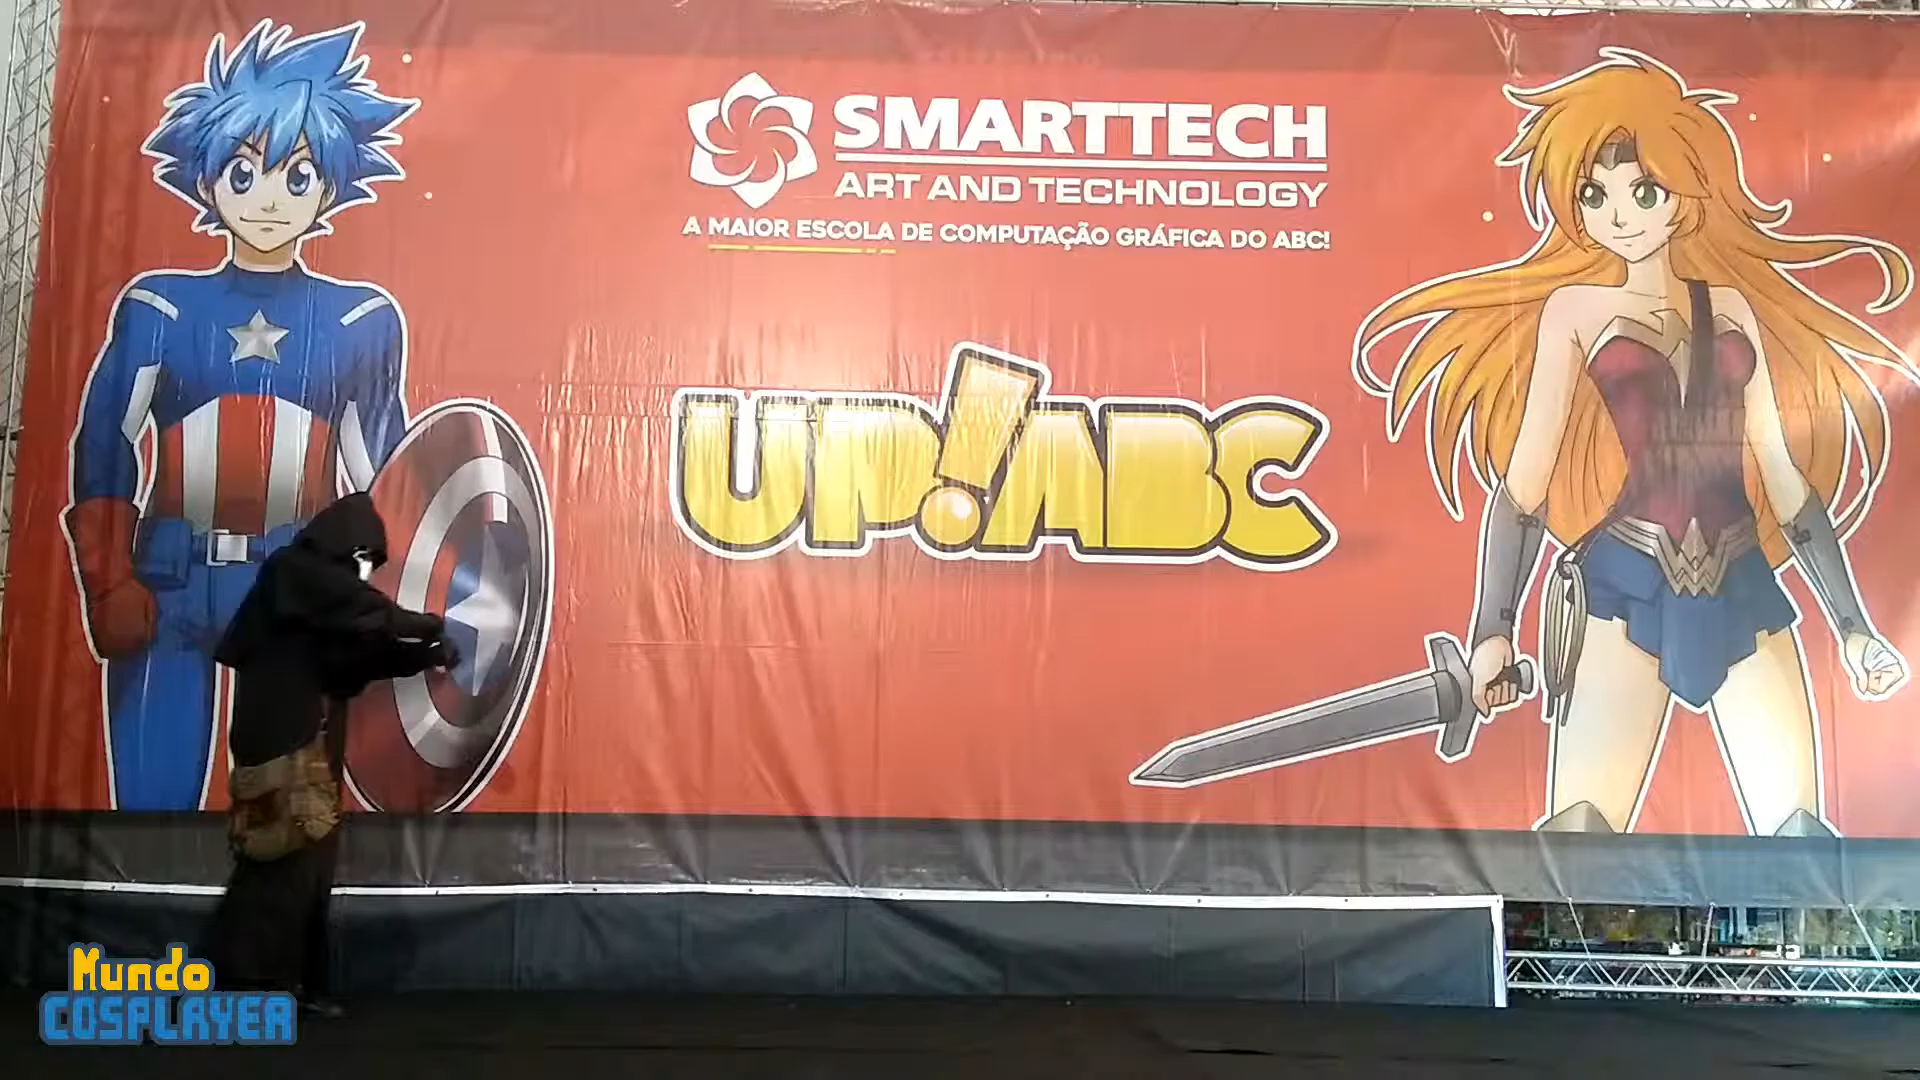 SMARTTECH
ART AND TECHNOLOGY
A MAIOR ESCOLA DE COMPUTAÇÃO GRÁFICA DO ABC!
UP!ABC
Mundo
COSPLAYER